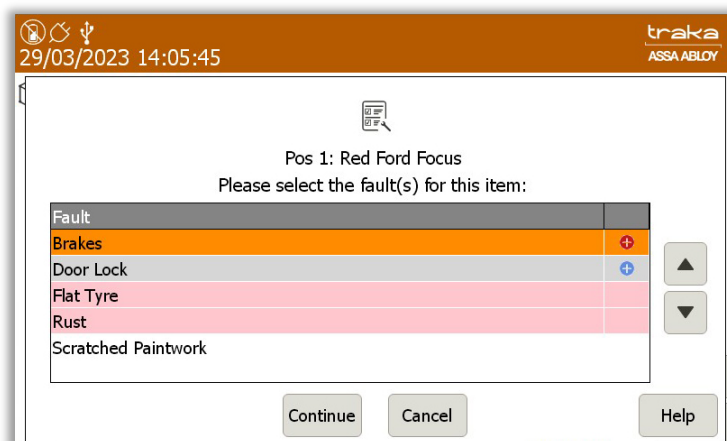 traka
29/03/2023 14:05:45
ASSA ABLOY
Pos 1: Red Ford Focus
Please select the fault(s) for this item:
Fault
Brakes
Door Lock
Flat Tyre
Rust
Scratched Paintwork
Continue Cancel Help